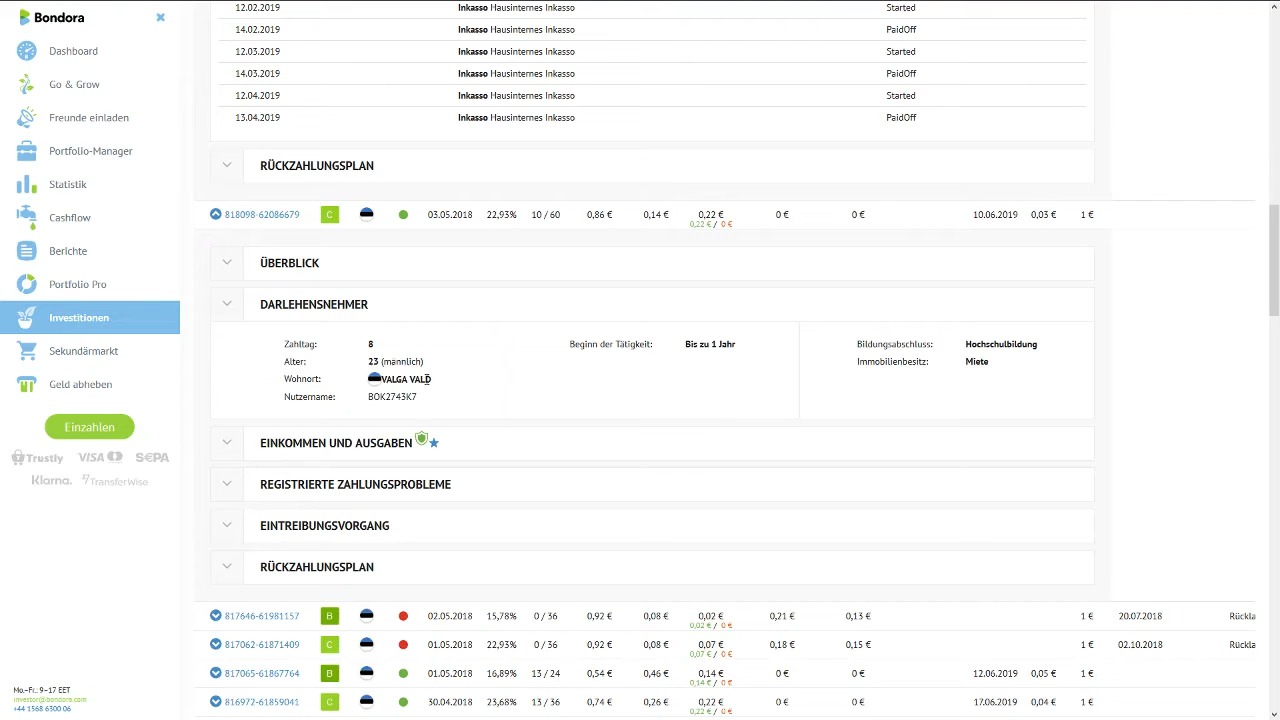 Bondora
Dashboard
Go & Grow
Freunde einladen
Portfolio-Manager
Statistik
Cashflow
Berichte
Portfolio Pro
Investitionen
Sekundärmarkt
Geld abheben
Einzahlen
Trustly VISA SEPA
Klarna. TransferWise
Mo.-Fr.: 9-17 EET
investor@bondora.com
+44 1568 6300 06
12.02.2019 Inkasso Hausinternes Inkasso Started
14.02.2019 Inkasso Hausinternes Inkasso PaidOff
12.03.2019 Inkasso Hausinternes Inkasso Started
14.03.2019 Inkasso Hausinternes Inkasso PaidOff
12.04.2019 Inkasso Hausinternes Inkasso Started
13.04.2019 Inkasso Hausinternes Inkasso PaidOff
RÜCKZAHLUNGSPLAN
818098-62086679 C 03.05.2018 22,93% 10 / 60 0,86 € 0,14 € 0,22 € 0 € 0 € 10.06.2019 0,03 € 1 €
0,22 € / 0 €
ÜBERBLICK
DARLEHENSNEHMER
Zahltag: 8 Beginn der Tätigkeit: Bis zu 1 Jahr Bildungsabschluss: Hochschulbildung
Alter: 23 (männlich) Immobilienbesitz: Miete
Wohnort: VALGA VALD
Nutzername: BOK2743K7
EINKOMMEN UND AUSGABEN
REGISTRIERTE ZAHLUNGSPROBLEME
EINTREIBUNGSVORGANG
RÜCKZAHLUNGSPLAN
817646-61981157 B 02.05.2018 15,78% 0 / 36 0,92 € 0,08 € 0,02 € 0,21 € 0,13 € 1 € 20.07.2018 Rückla
0,02 € / 0 €
817062-61871409 C 01.05.2018 22,93% 0 / 36 0,92 € 0,08 € 0,07 € 0,18 € 0,15 € 1 € 02.10.2018 Rückla
0,07 € / 0 €
817065-61867764 B 01.05.2018 16,89% 13 / 24 0,54 € 0,46 € 0,14 € 0 € 0 € 12.06.2019 0,05 € 1 €
0,14 € / 0 €
816972-61859041 C 30.04.2018 23,68% 13 / 36 0,74 € 0,26 € 0,22 € 0 € 0 € 17.06.2019 0,04 € 1 €
0,22 € / 0 €